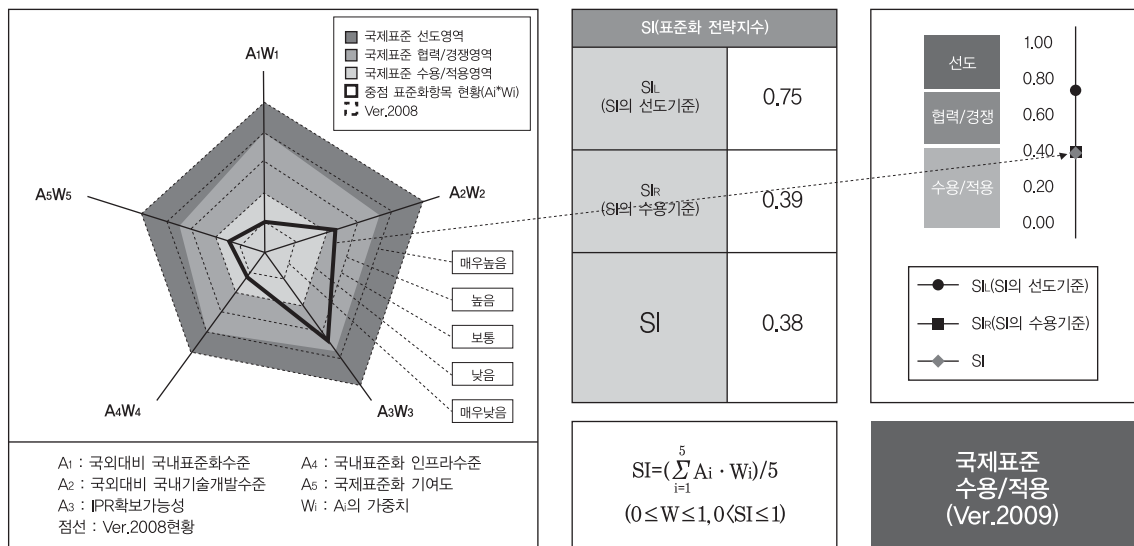 A₁W₁
국제표준 선도영역
국제표준 협력/경쟁영역
국제표준 수용/적용영역
중점 표준화항목 현황(Ai*Wi)
Ver.2008
A₂W₂
A₅W₅
A₄W₄
A₃W₃
매우높음
높음
보통
낮음
매우낮음
A₁ : 국외대비 국내표준화수준
A₂ : 국외대비 국내기술개발수준
A₃ : IPR확보가능성
점선 : Ver.2008현황
A₄ : 국내표준화 인프라수준
A₅ : 국제표준화 기여도
Wᵢ : Aᵢ의 가중치
SI(표준화 전략지수)
SIL
(SI의 선도기준)
0.75
SIR
(SI의 수용기준)
0.39
SI
0.38
SI=(5∑i=1 Ai · Wi)/5
(0≤W≤1, 0<SI≤1)
선도
협력/경쟁
수용/적용
1.00
0.80
0.60
0.40
0.20
0.00
SIL(SI의 선도기준)
SIR(SI의 수용기준)
SI
국제표준
수용/적용
(Ver.2009)